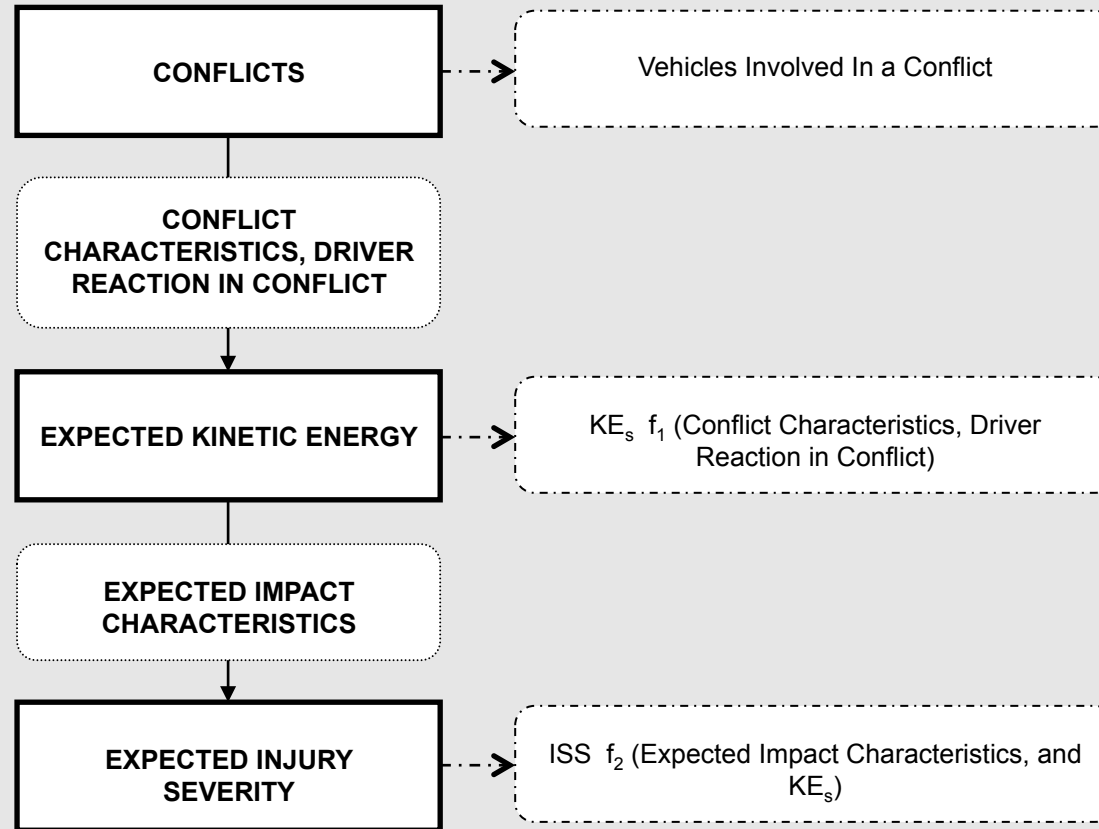 CONFLICTS
Vehicles Involved In a Conflict
CONFLICT
CHARACTERISTICS, DRIVER
REACTION IN CONFLICT
EXPECTED KINETIC ENERGY
KEₛ f₁ (Conflict Characteristics, Driver
Reaction in Conflict)
EXPECTED IMPACT
CHARACTERISTICS
EXPECTED INJURY
SEVERITY
ISS f₂ (Expected Impact Characteristics, and
KEₛ)